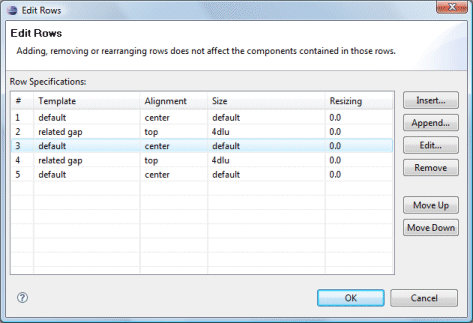 Edit Rows
Edit Rows
Adding, removing or rearranging rows does not affect the components contained in those rows.
Row Specifications:
# Template Alignment Size Resizing
1 default center default 0.0
2 related gap top 4dlu 0.0
3 default center default 0.0
4 related gap top 4dlu 0.0
5 default center default 0.0
Insert...
Append...
Edit...
Remove
Move Up
Move Down
? OK Cancel